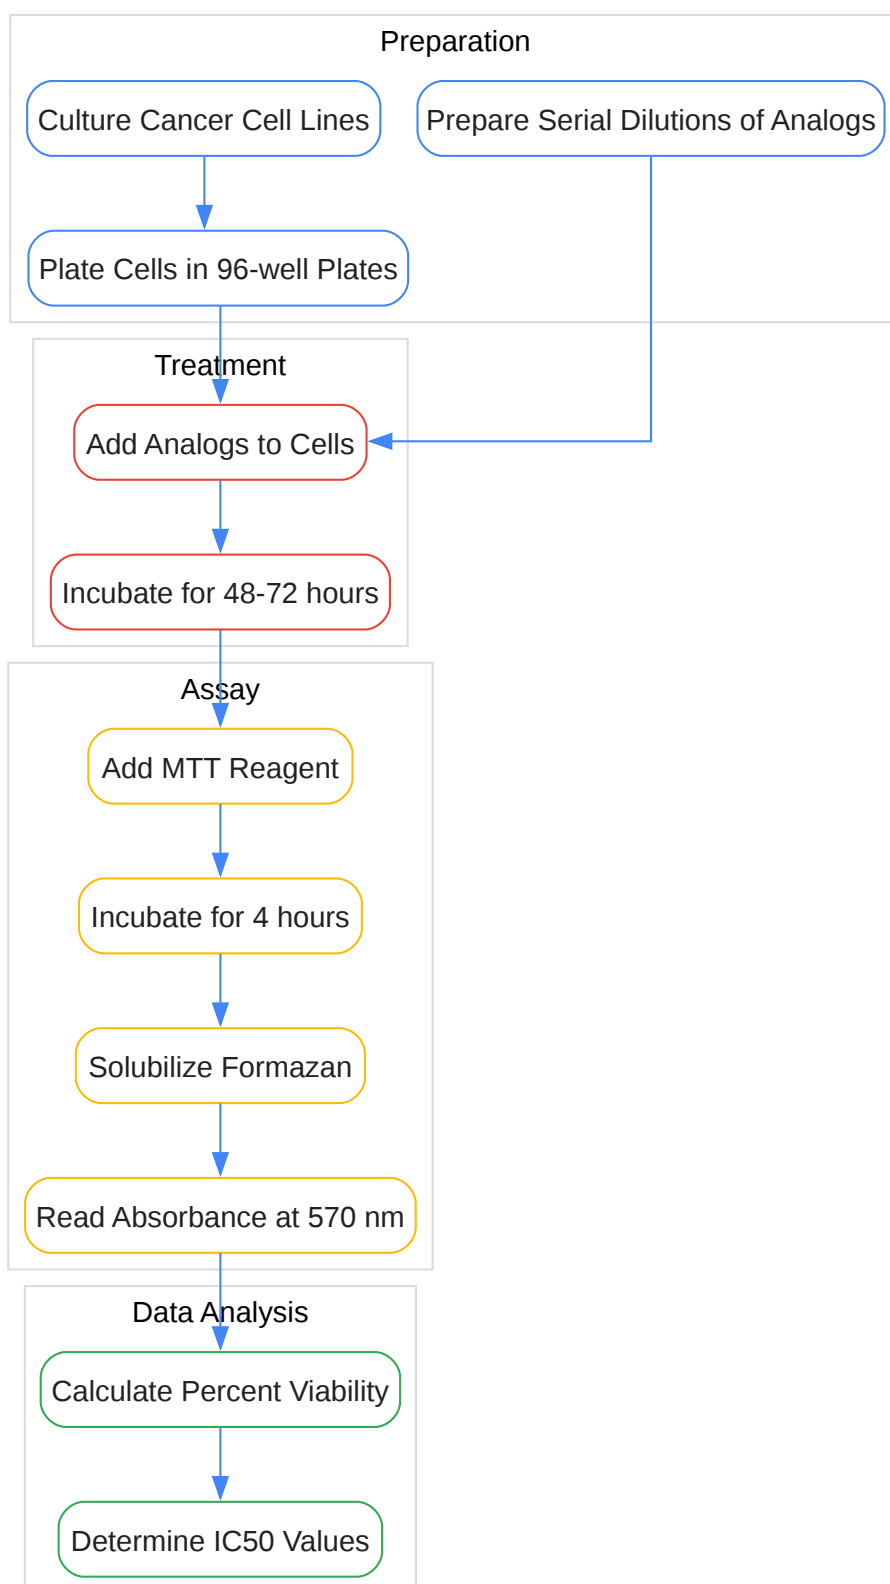 Preparation
Culture Cancer Cell Lines
Prepare Serial Dilutions of Analogs
Plate Cells in 96-well Plates
Treatment
Add Analogs to Cells
Incubate for 48-72 hours
Assay
Add MTT Reagent
Incubate for 4 hours
Solubilize Formazan
Read Absorbance at 570 nm
Data Analysis
Calculate Percent Viability
Determine IC50 Values